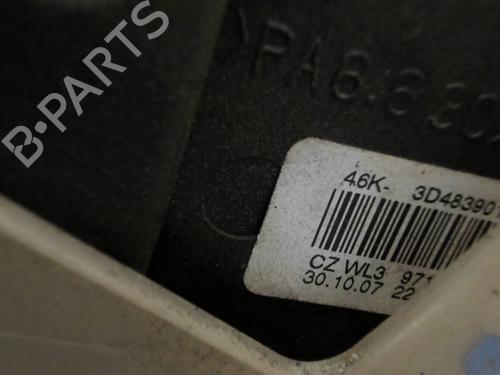 B-PARTS
>PA6.6
46K- 3D48390
CZ WL3 971
30.10.07 22